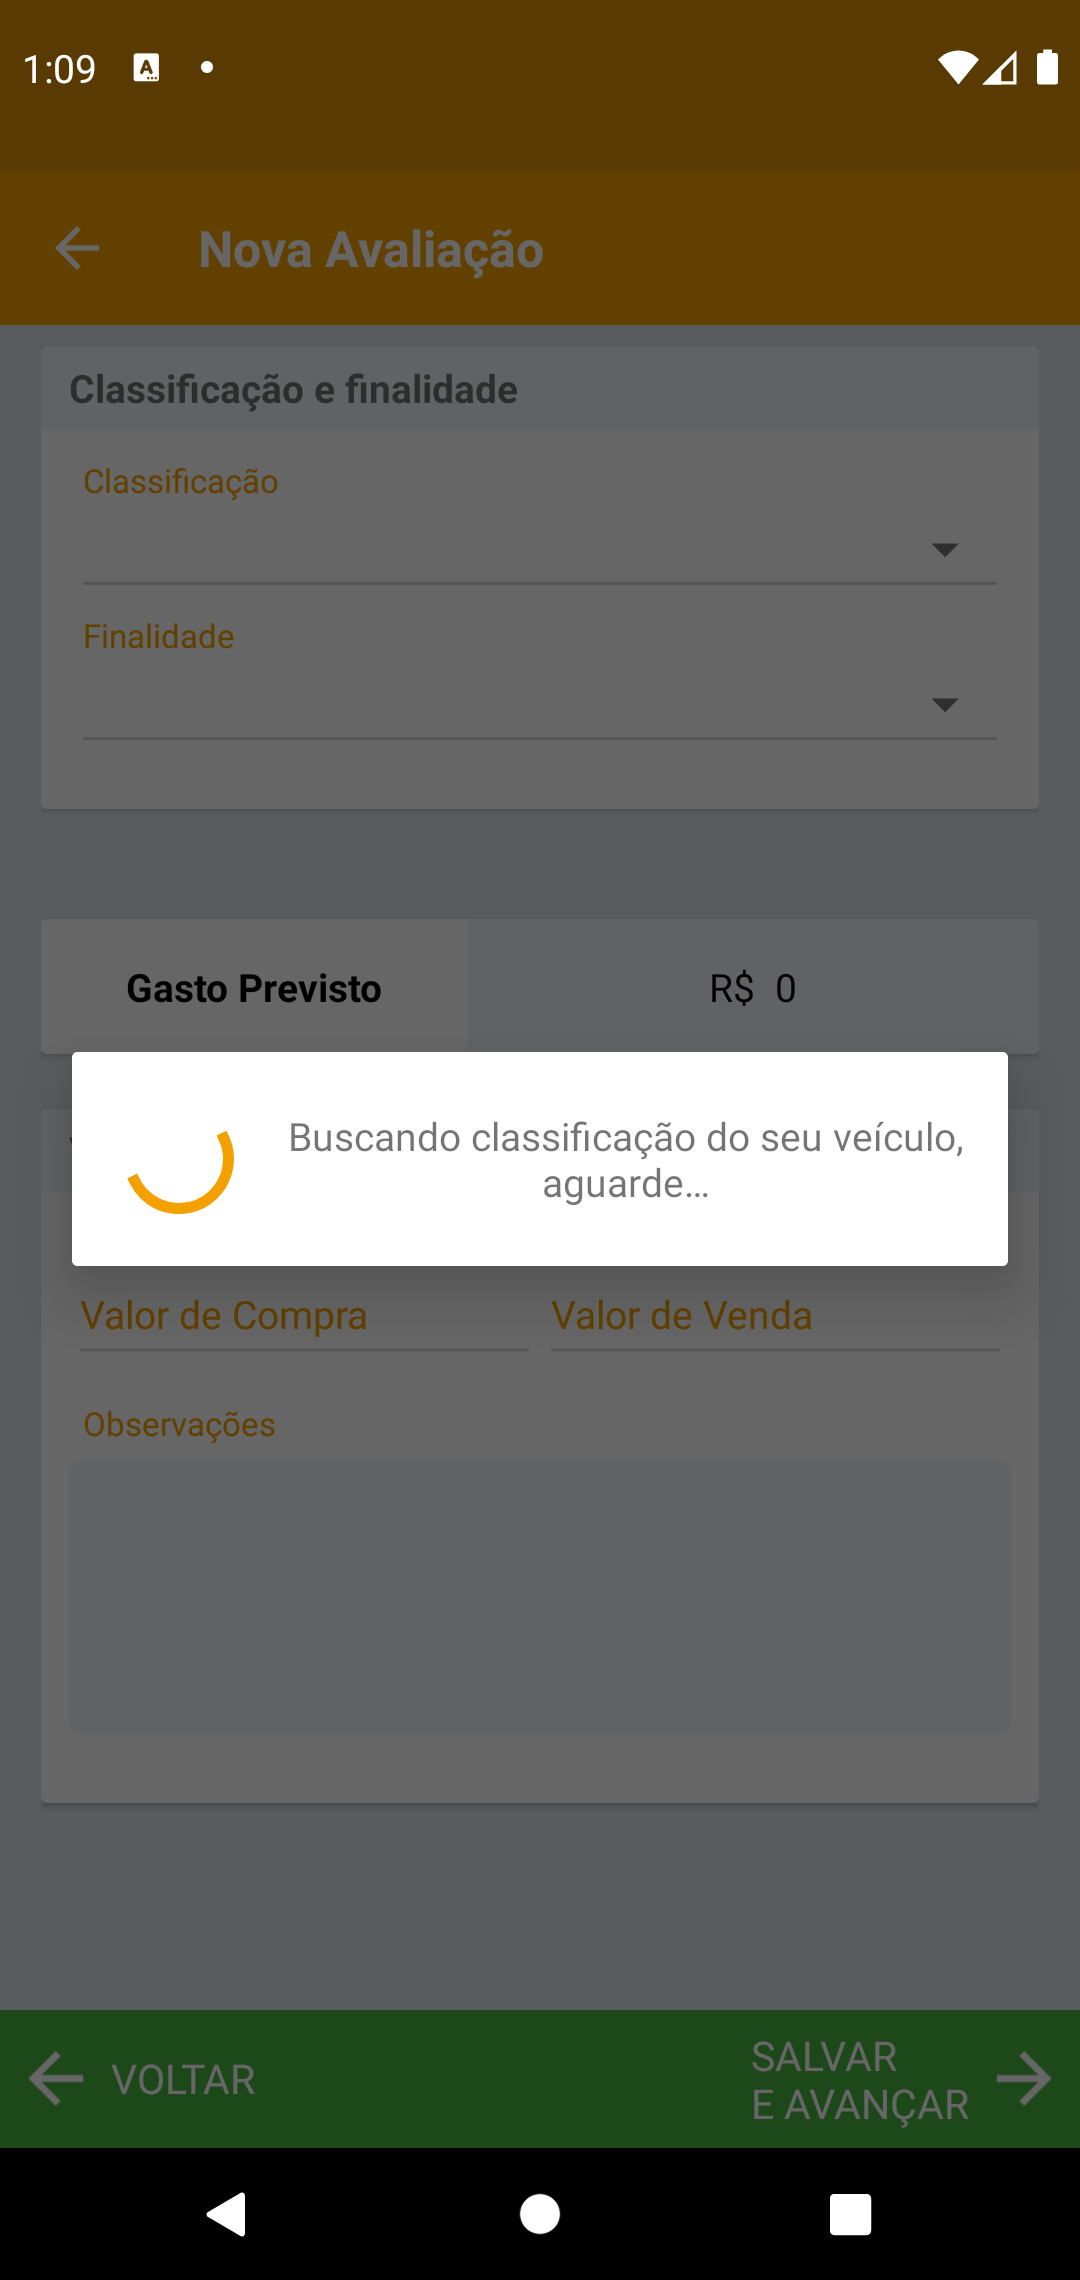 1:09
Nova Avaliação
Classificação e finalidade
Classificação
Finalidade
Gasto Previsto
R$ 0
Buscando classificação do seu veículo,
aguarde...
Valor de Compra
Valor de Venda
Observações
VOLTAR
SALVAR
E AVANÇAR